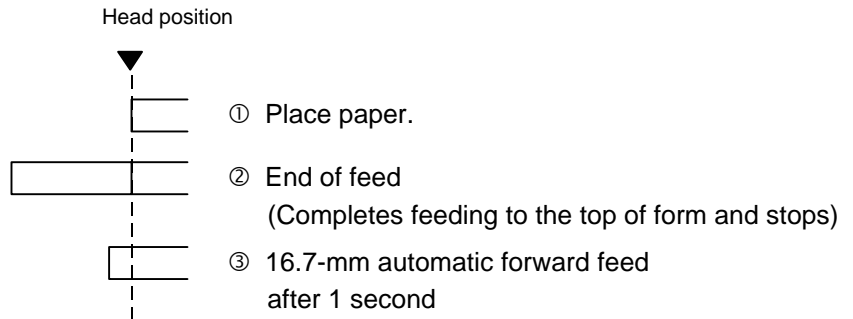 Head position
① Place paper.
② End of feed
(Completes feeding to the top of form and stops)
③ 16.7-mm automatic forward feed
after 1 second